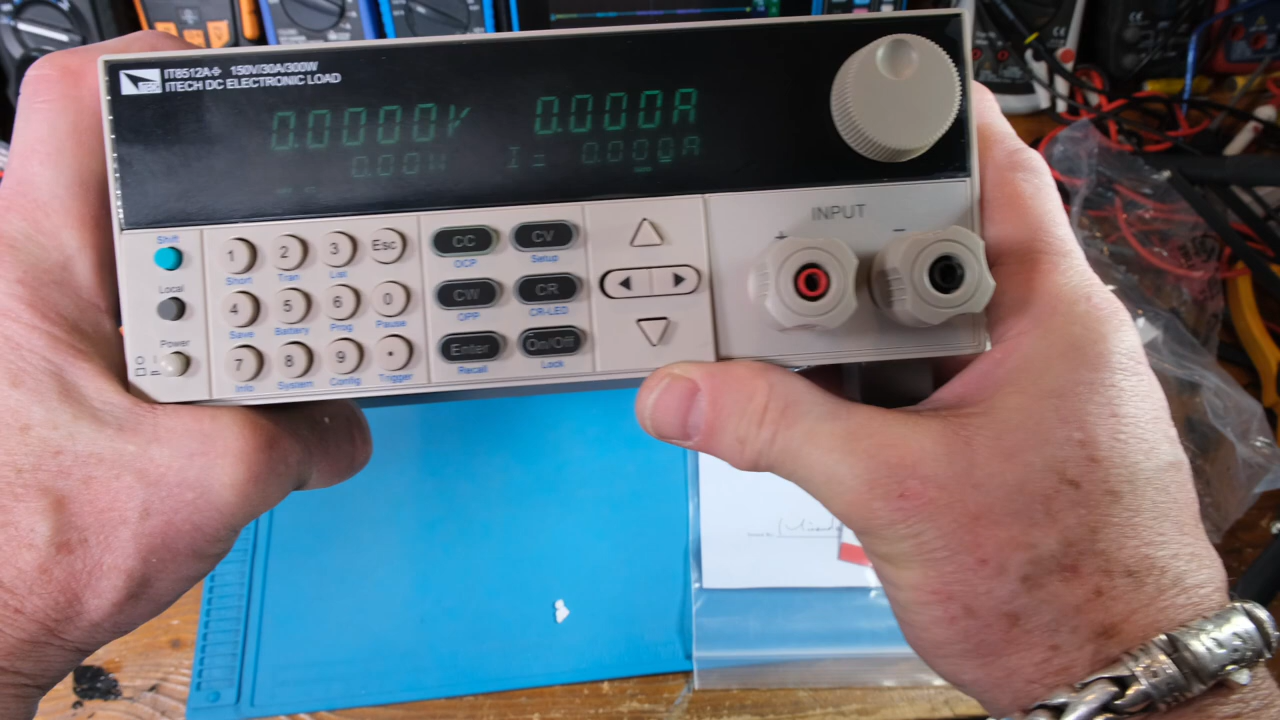 IT8512A+ 150V/30A/300W
ITECH DC ELECTRONIC LOAD
0.0000V 0.000A
0.00W I= 0.000A
Shift
Local
Power
1 2 3 Esc
Short Tran List
4 5 6 0
Save Battery Prog Pause
7 8 9 •
Info System Config Trigger
CC CV
OCP Setup
CW CR
OPP CR-LED
Enter On/Off
Recall Lock
INPUT
+ −